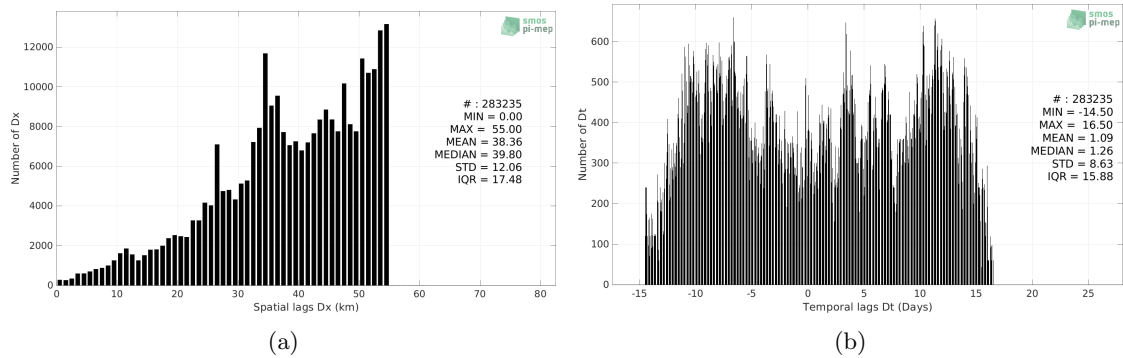 smos
pi-mep
12000
10000
8000
6000
4000
2000
0
Number of Dx
# : 283235
MIN = 0.00
MAX = 55.00
MEAN = 38.36
MEDIAN = 39.80
STD = 12.06
IQR = 17.48
0 10 20 30 40 50 60 70 80
Spatial lags Dx (km)
(a)
smos
pi-mep
600
500
400
300
200
100
0
Number of Dt
# : 283235
MIN = -14.50
MAX = 16.50
MEAN = 1.09
MEDIAN = 1.26
STD = 8.63
IQR = 15.88
-15 -10 -5 0 5 10 15 20 25
Temporal lags Dt (Days)
(b)